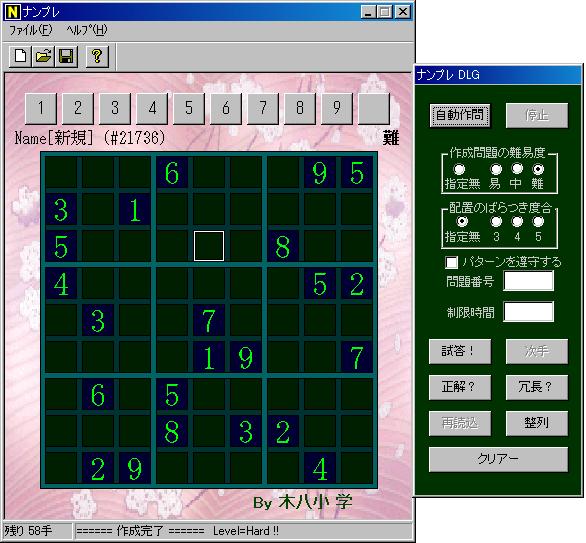 ナンプレ
ファイル(F) ヘルプ(H)
1 2 3 4 5 6 7 8 9
Name[新規] (#21736) 難
6 9 5
3 1
5 8
4 5 2
3 7
1 9 7
6 5
8 3 2
2 9 4
By 木八小 学
残り 58手 ====== 作成完了 ====== Level=Hard !!
ナンプレ DLG
自動作問 停止
作成問題の難易度
指定無 易 中 難
配置のばらつき度合
指定無 3 4 5
パターンを遵守する
問題番号
制限時間
試答！ 次手
正解？ 冗長？
再読込 整列
クリアー